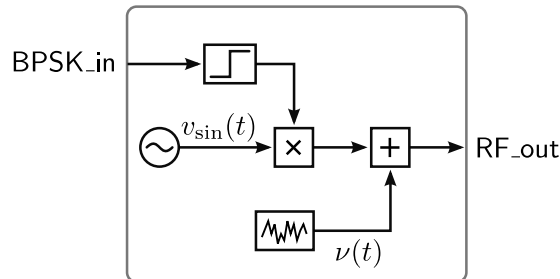 BPSK_in
v_sin(t)
×
+
RF_out
ν(t)